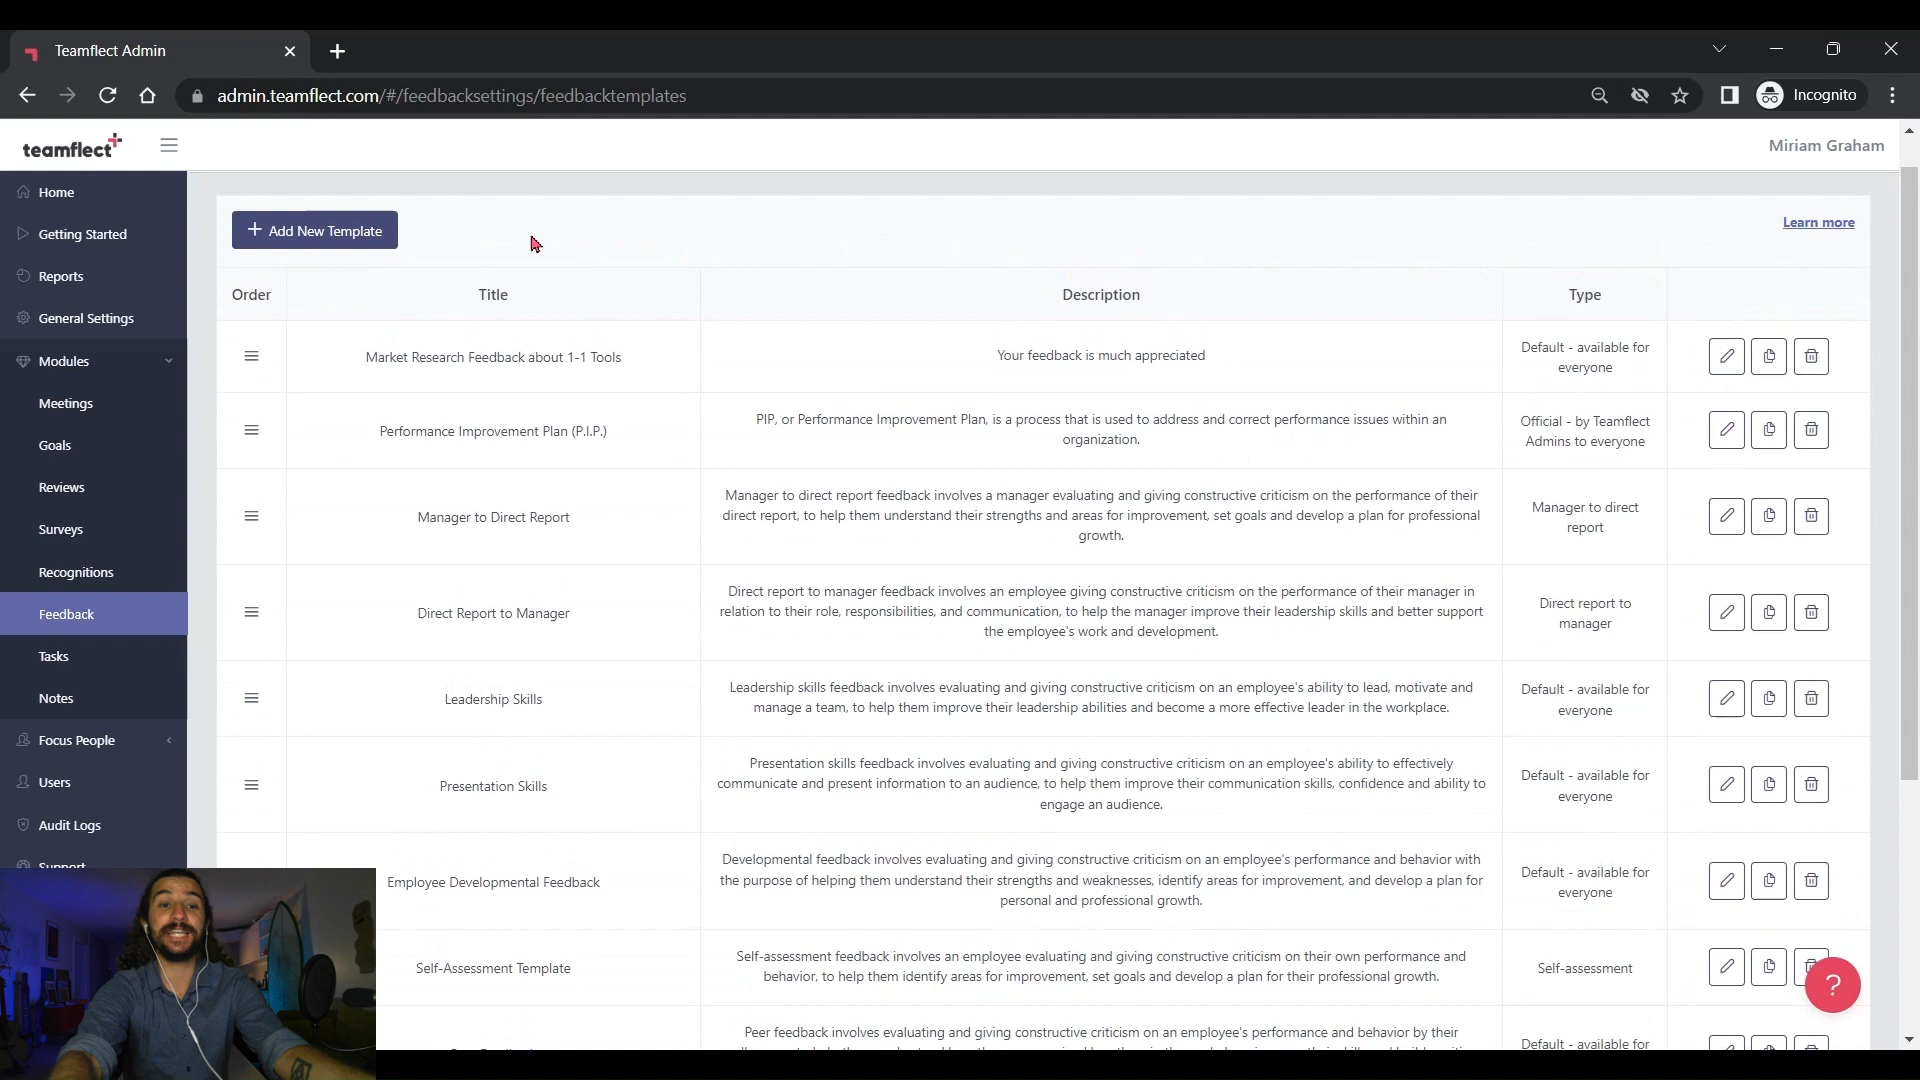 Teamflect Admin
admin.teamflect.com/#/feedbacksettings/feedbacktemplates
Incognito
teamflect
Miriam Graham
Home
Getting Started
Reports
General Settings
Modules
Meetings
Goals
Reviews
Surveys
Recognitions
Feedback
Tasks
Notes
Focus People
Users
Audit Logs
Support
+ Add New Template
Learn more
Order
Title
Description
Type
Market Research Feedback about 1-1 Tools
Your feedback is much appreciated
Default - available for
everyone
Performance Improvement Plan (P.I.P.)
PIP, or Performance Improvement Plan, is a process that is used to address and correct performance issues within an
organization.
Official - by Teamflect
Admins to everyone
Manager to Direct Report
Manager to direct report feedback involves a manager evaluating and giving constructive criticism on the performance of their
direct report, to help them understand their strengths and areas for improvement, set goals and develop a plan for professional
growth.
Manager to direct
report
Direct Report to Manager
Direct report to manager feedback involves an employee giving constructive criticism on the performance of their manager in
relation to their role, responsibilities, and communication, to help the manager improve their leadership skills and better support
the employee's work and development.
Direct report to
manager
Leadership Skills
Leadership skills feedback involves evaluating and giving constructive criticism on an employee's ability to lead, motivate and
manage a team, to help them improve their leadership abilities and become a more effective leader in the workplace.
Default - available for
everyone
Presentation Skills
Presentation skills feedback involves evaluating and giving constructive criticism on an employee's ability to effectively
communicate and present information to an audience, to help them improve their communication skills, confidence and ability to
engage an audience.
Default - available for
everyone
Employee Developmental Feedback
Developmental feedback involves evaluating and giving constructive criticism on an employee's performance and behavior with
the purpose of helping them understand their strengths and weaknesses, identify areas for improvement, and develop a plan for
personal and professional growth.
Default - available for
everyone
Self-Assessment Template
Self-assessment feedback involves an employee evaluating and giving constructive criticism on their own performance and
behavior, to help them identify areas for improvement, set goals and develop a plan for their professional growth.
Self-assessment
?
Peer feedback involves evaluating and giving constructive criticism on an employee's performance and behavior by their
Default - available for